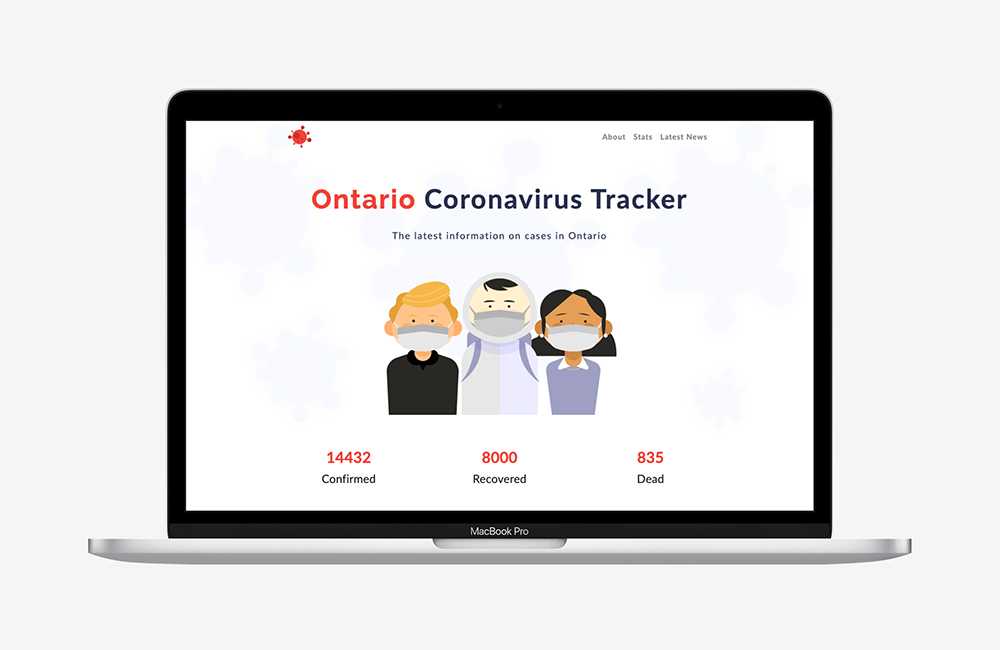 About Stats Latest News
Ontario Coronavirus Tracker
The latest information on cases in Ontario
14432 8000 835
Confirmed Recovered Dead
MacBook Pro